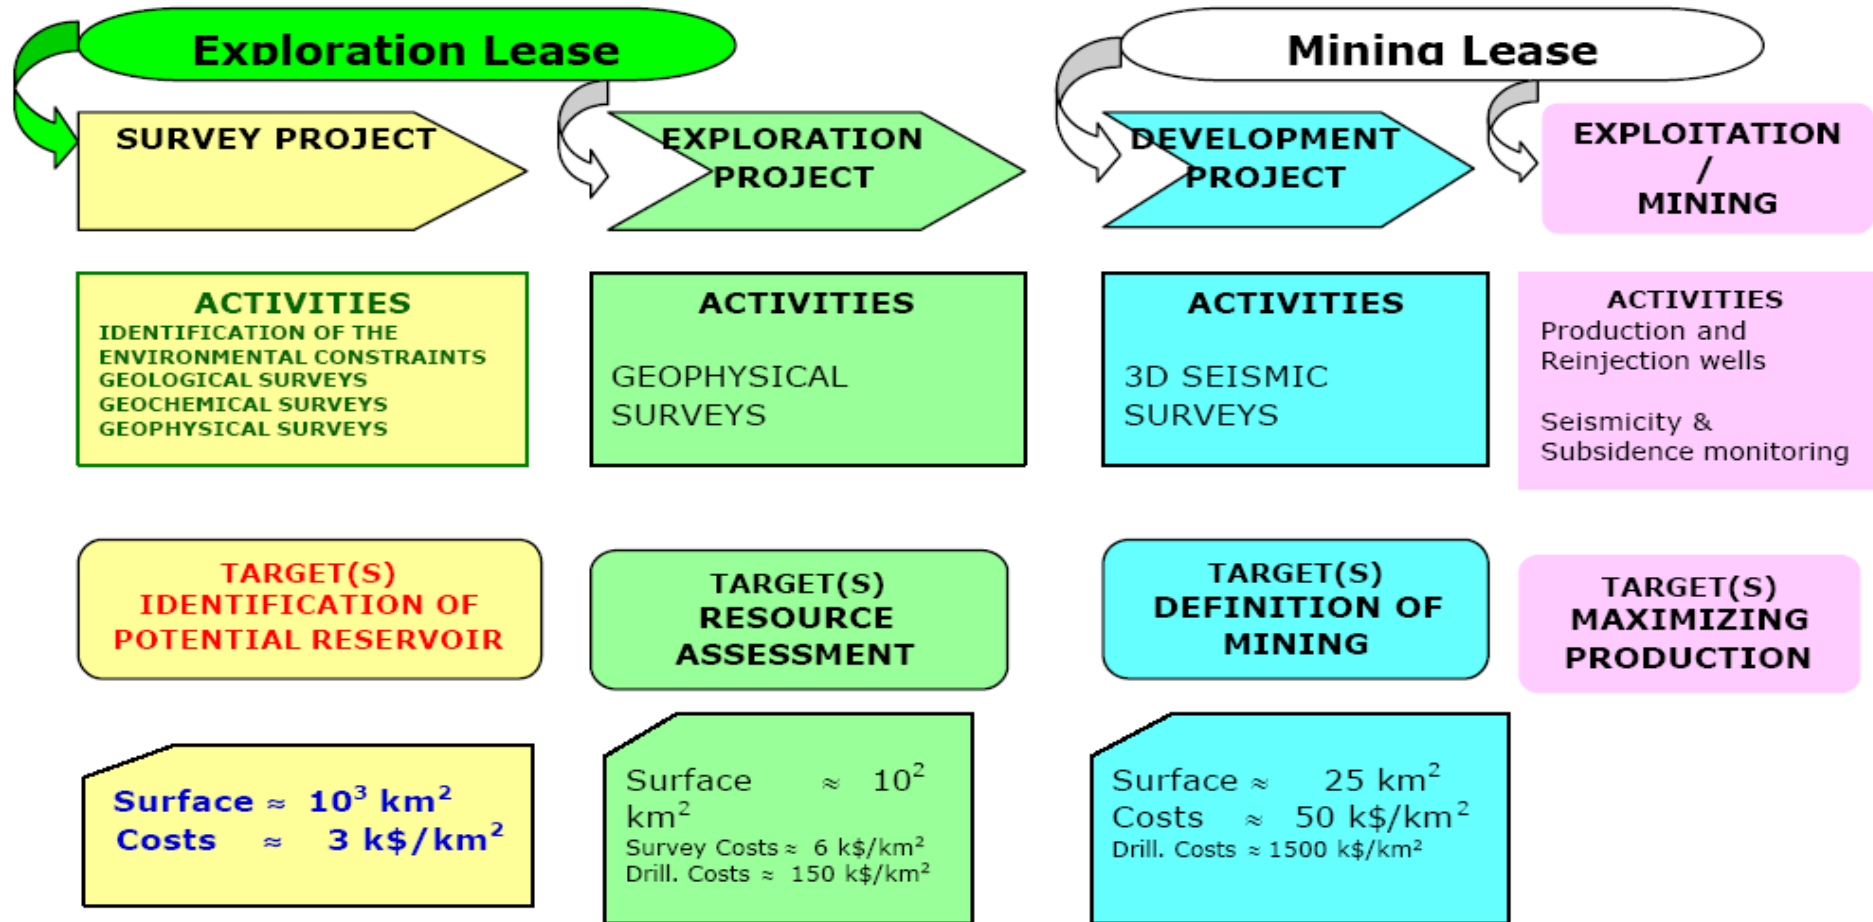 Exploration Lease
Mining Lease
SURVEY PROJECT
EXPLORATION
PROJECT
DEVELOPMENT
PROJECT
EXPLOITATION
/
MINING
ACTIVITIES
IDENTIFICATION OF THE
ENVIRONMENTAL CONSTRAINTS
GEOLOGICAL SURVEYS
GEOCHEMICAL SURVEYS
GEOPHYSICAL SURVEYS
ACTIVITIES
GEOPHYSICAL
SURVEYS
ACTIVITIES
3D SEISMIC
SURVEYS
ACTIVITIES
Production and
Reinjection wells
Seismicity &
Subsidence monitoring
TARGET(S)
IDENTIFICATION OF
POTENTIAL RESERVOIR
TARGET(S)
RESOURCE
ASSESSMENT
TARGET(S)
DEFINITION OF
MINING
TARGET(S)
MAXIMIZING
PRODUCTION
Surface ≈ 10³ km²
Costs ≈ 3 k$/km²
Surface ≈ 10²
km²
Survey Costs ≈ 6 k$/km²
Drill. Costs ≈ 150 k$/km²
Surface ≈ 25 km²
Costs ≈ 50 k$/km²
Drill. Costs ≈ 1500 k$/km²